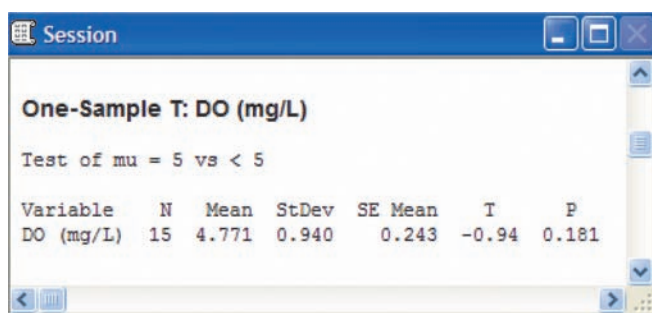 Session
One-Sample T: DO (mg/L)
Test of mu = 5 vs < 5
Variable N Mean StDev SE Mean T P
DO (mg/L) 15 4.771 0.940 0.243 -0.94 0.181